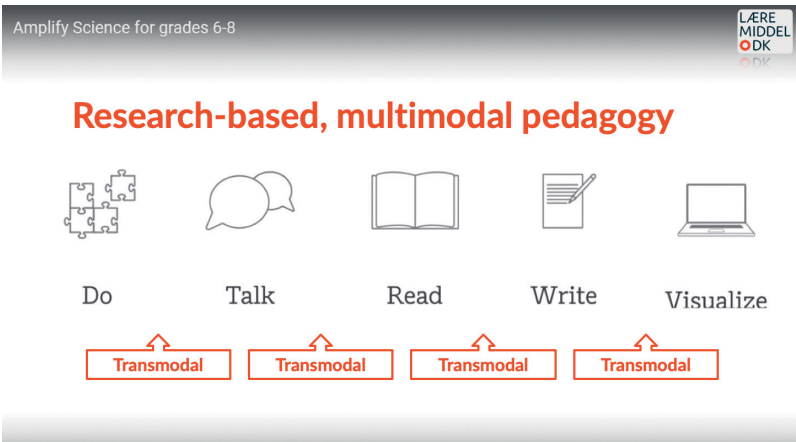 Amplify Science for grades 6-8
LÆRE
MIDDEL
DK
Research-based, multimodal pedagogy
Do
Talk
Read
Write
Visualize
Transmodal
Transmodal
Transmodal
Transmodal